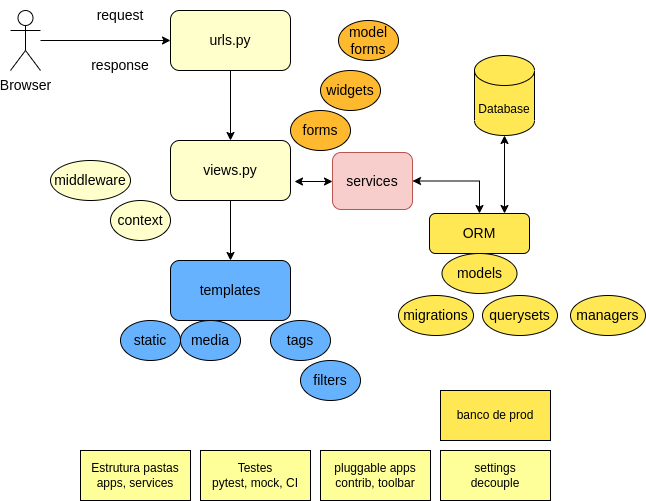 request
response
Browser
urls.py
model
forms
widgets
forms
Database
middleware
context
views.py
services
ORM
models
migrations
querysets
managers
templates
static
media
tags
filters
banco de prod
Estrutura pastas
apps, services
Testes
pytest, mock, CI
pluggable apps
contrib, toolbar
settings
decouple